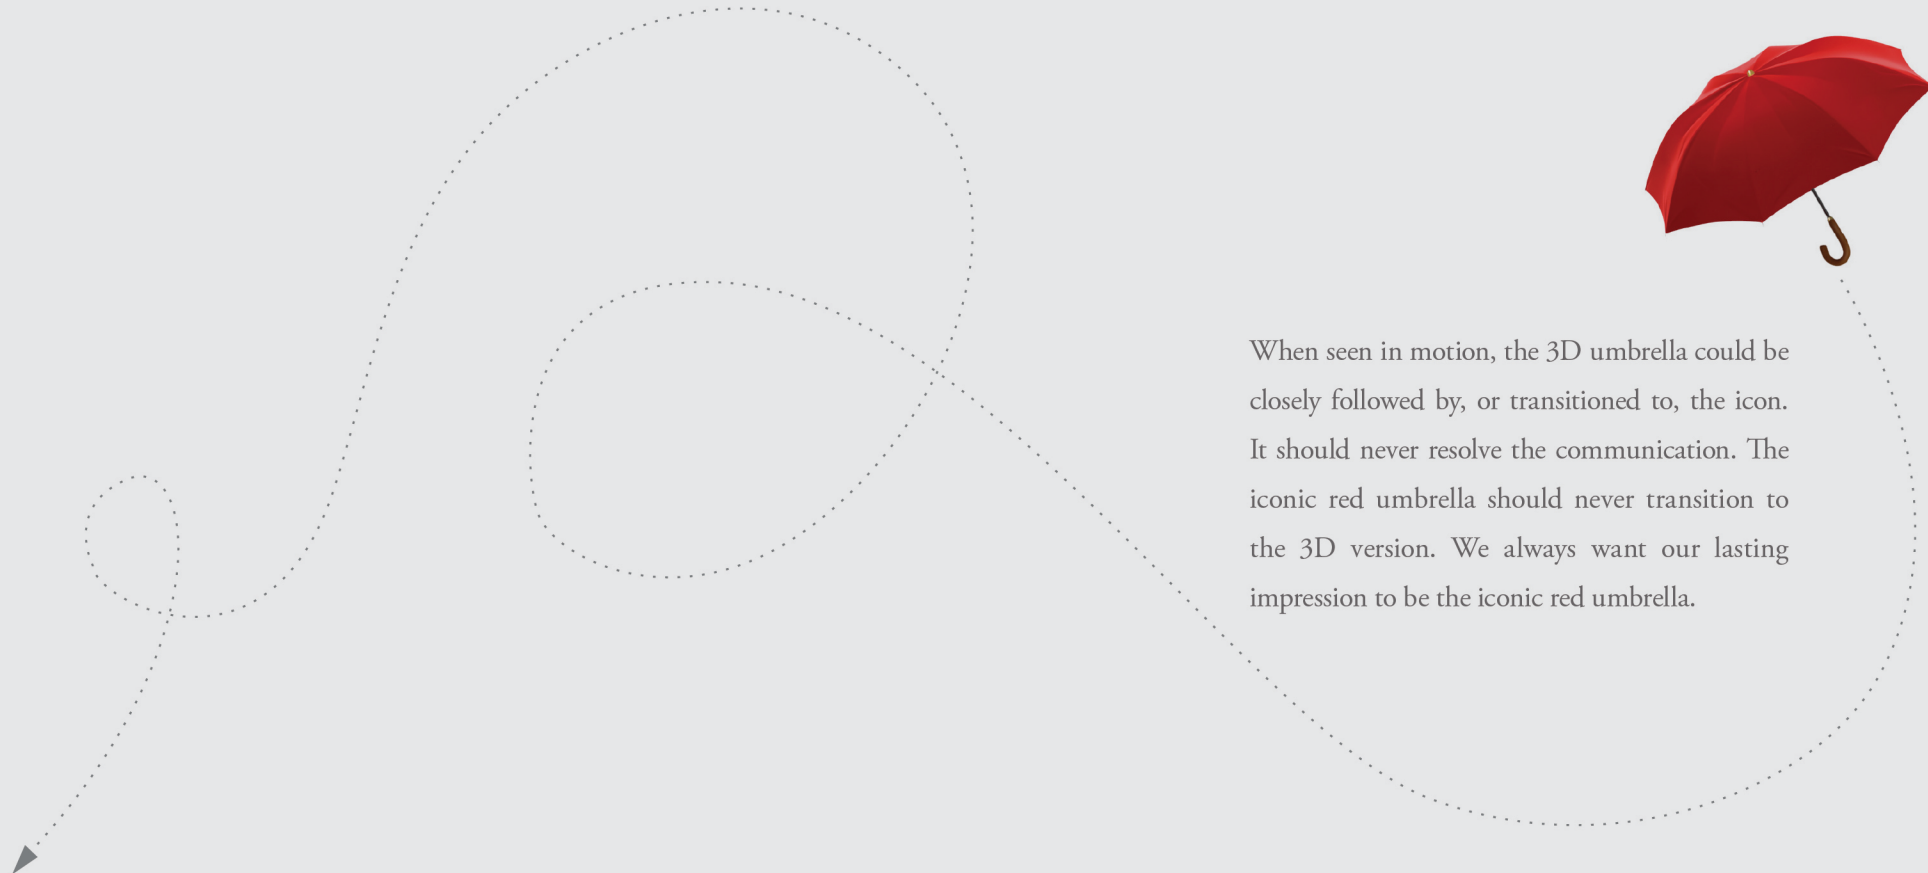 When seen in motion, the 3D umbrella could be
closely followed by, or transitioned to, the icon.
It should never resolve the communication. The
iconic red umbrella should never transition to
the 3D version. We always want our lasting
impression to be the iconic red umbrella.